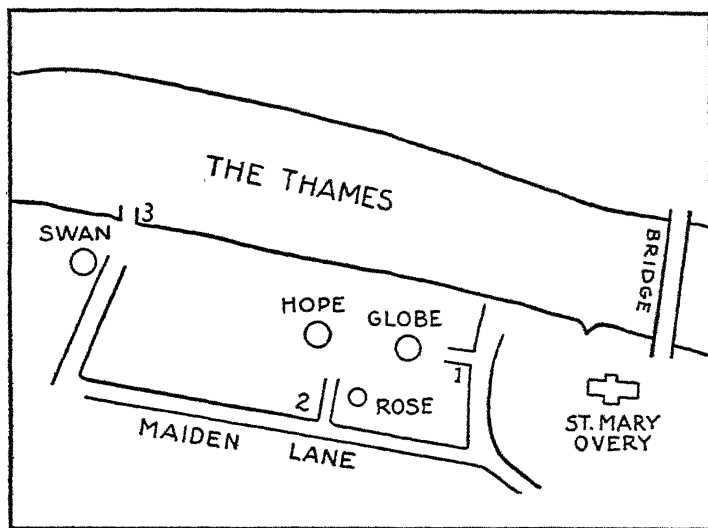 THE THAMES
3
SWAN
BRIDGE
HOPE
GLOBE
1
2
ROSE
ST. MARY
OVERY
MAIDEN LANE